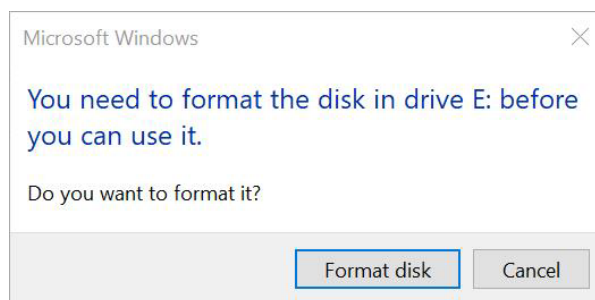 Microsoft Windows
You need to format the disk in drive E: before
you can use it.
Do you want to format it?
Format disk
Cancel